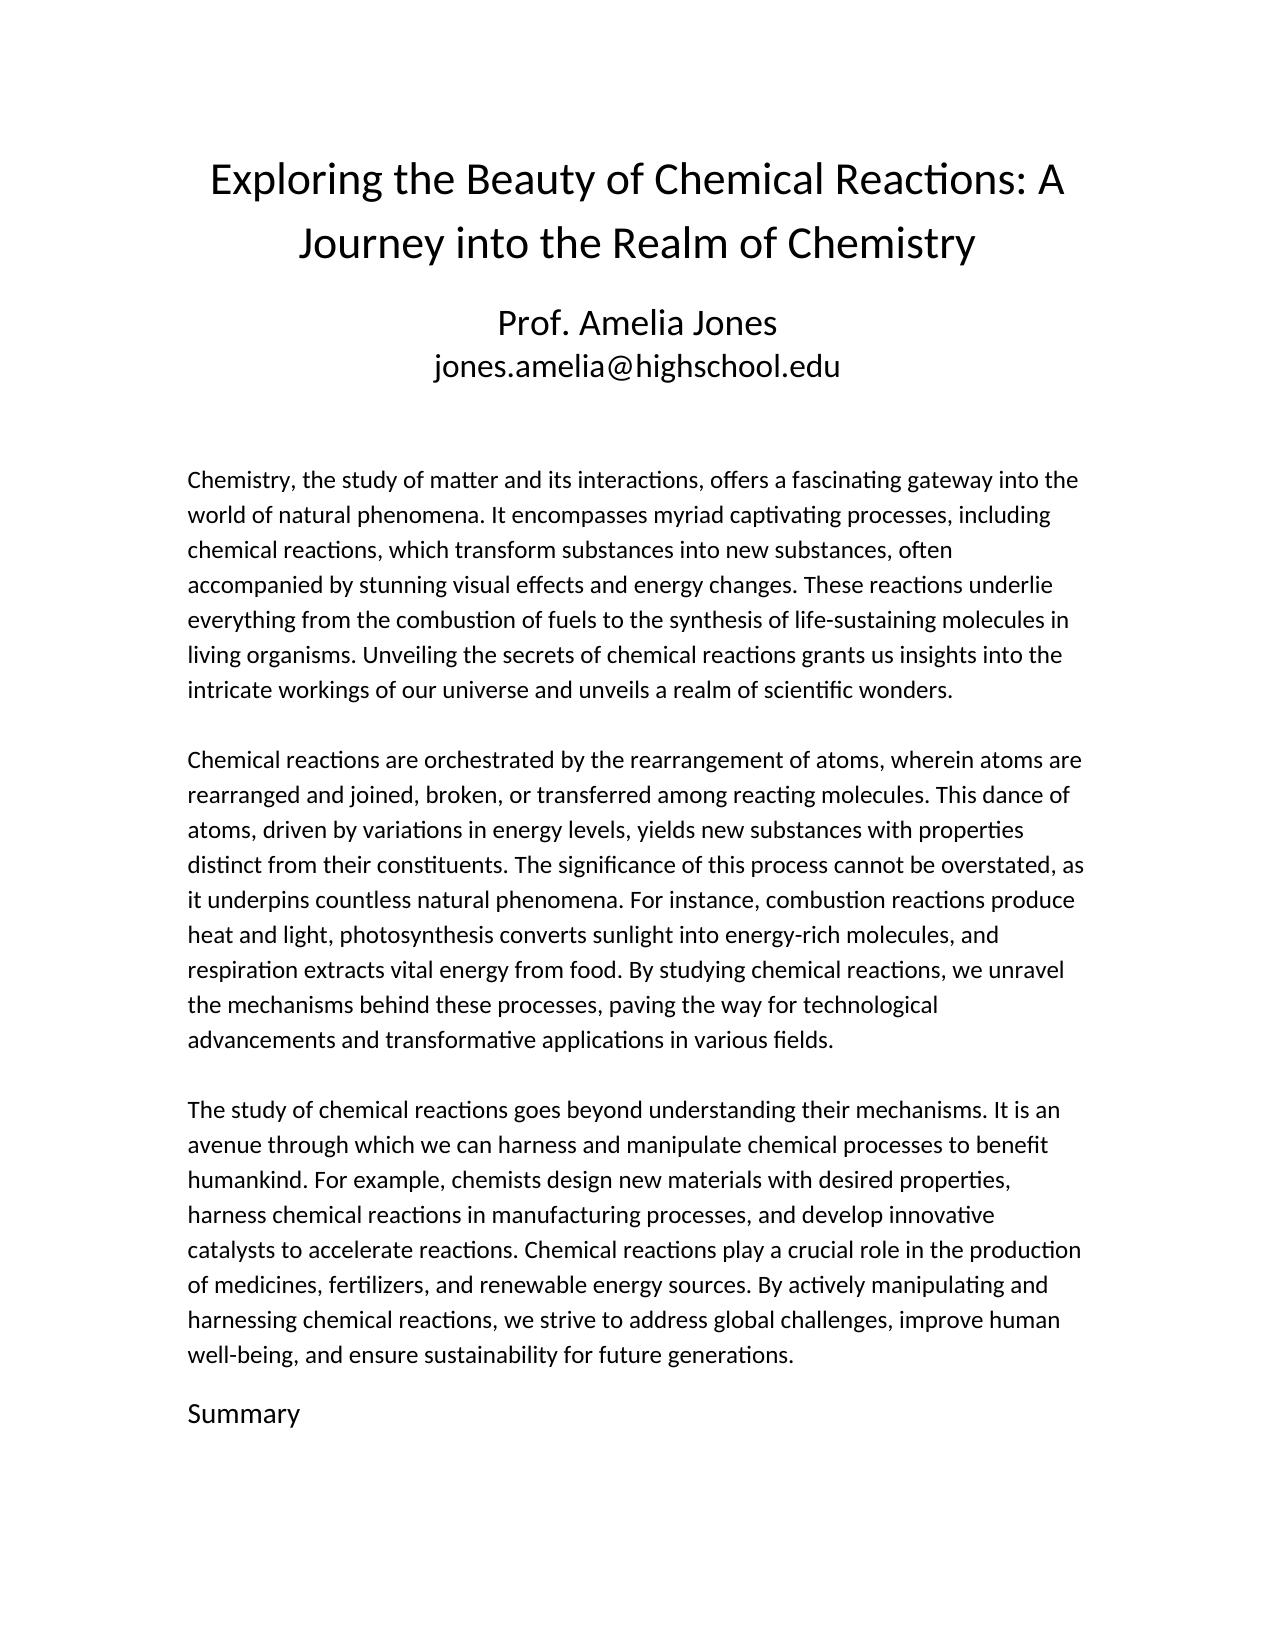 Exploring the Beauty of Chemical Reactions: A
Journey into the Realm of Chemistry
Prof. Amelia Jones
jones.amelia@highschool.edu
Chemistry, the study of matter and its interactions, offers a fascinating gateway into the
world of natural phenomena. It encompasses myriad captivating processes, including
chemical reactions, which transform substances into new substances, often
accompanied by stunning visual effects and energy changes. These reactions underlie
everything from the combustion of fuels to the synthesis of life-sustaining molecules in
living organisms. Unveiling the secrets of chemical reactions grants us insights into the
intricate workings of our universe and unveils a realm of scientific wonders.
Chemical reactions are orchestrated by the rearrangement of atoms, wherein atoms are
rearranged and joined, broken, or transferred among reacting molecules. This dance of
atoms, driven by variations in energy levels, yields new substances with properties
distinct from their constituents. The significance of this process cannot be overstated, as
it underpins countless natural phenomena. For instance, combustion reactions produce
heat and light, photosynthesis converts sunlight into energy-rich molecules, and
respiration extracts vital energy from food. By studying chemical reactions, we unravel
the mechanisms behind these processes, paving the way for technological
advancements and transformative applications in various fields.
The study of chemical reactions goes beyond understanding their mechanisms. It is an
avenue through which we can harness and manipulate chemical processes to benefit
humankind. For example, chemists design new materials with desired properties,
harness chemical reactions in manufacturing processes, and develop innovative
catalysts to accelerate reactions. Chemical reactions play a crucial role in the production
of medicines, fertilizers, and renewable energy sources. By actively manipulating and
harnessing chemical reactions, we strive to address global challenges, improve human
well-being, and ensure sustainability for future generations.
Summary